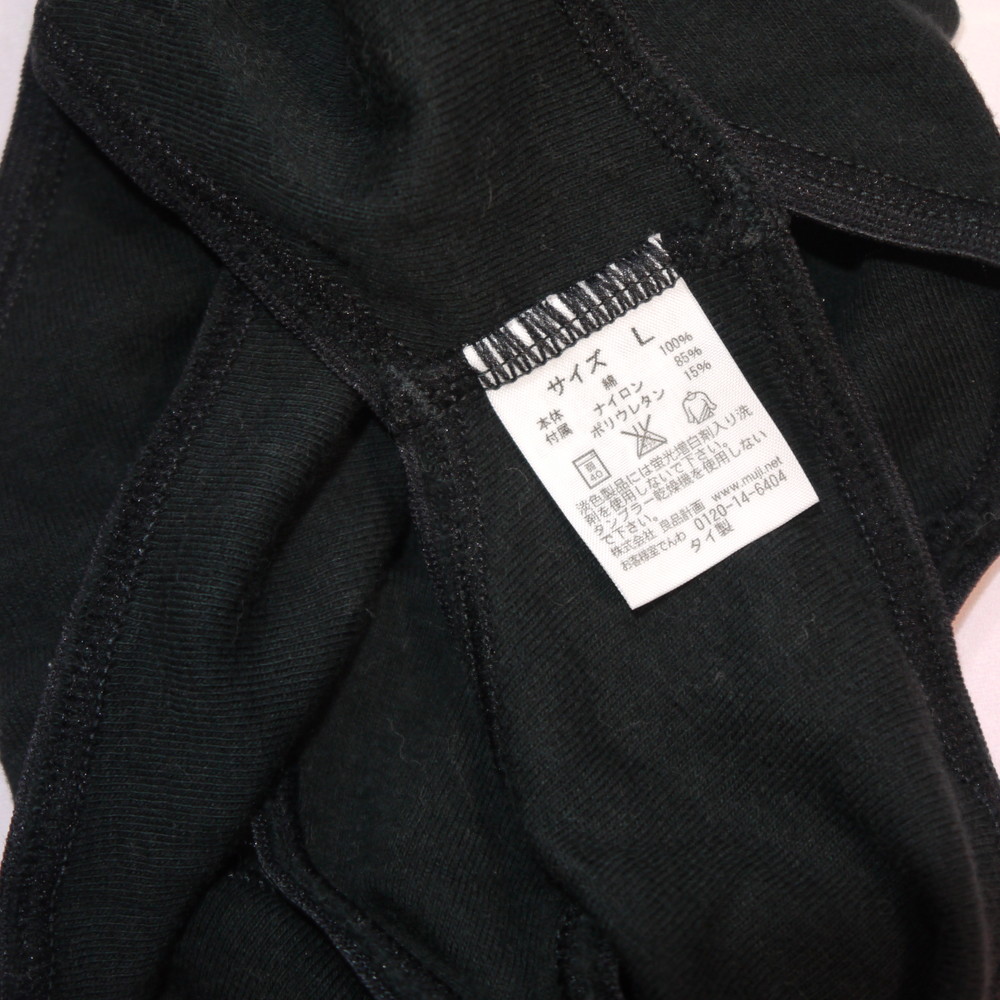 サイズ L
本体 綿 100%
付属 ナイロン 85%
ポリウレタン 15%
弱 40
淡色製品には蛍光増白剤入り洗
剤を使用しないで下さい。
タンブラー乾燥機を使用しない
で下さい。
株式会社 良品計画 www.muji.net
お客様室でんわ 0120-14-6404
タイ製